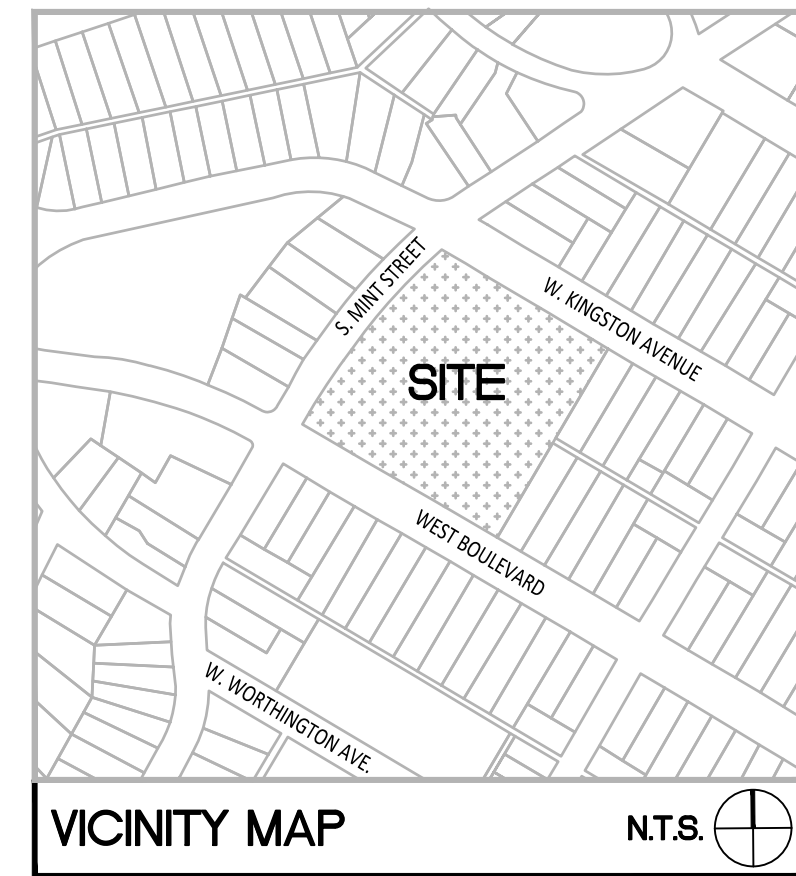 S. MINT STREET
W. KINGSTON AVENUE
SITE
WEST BOULEVARD
W. WORTHINGTON AVE.
VICINITY MAP
N.T.S.